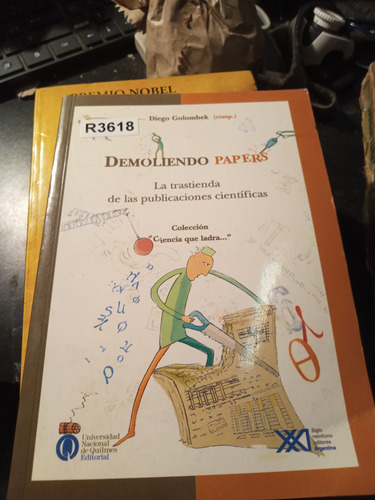 PREMIO NOBEL
R3618
Diego Golombek (comp.)
DEMOLIENDO PAPERS
La trastienda
de las publicaciones científicas
Colección
"Ciencia que ladra..."
Universidad
Nacional
de Quilmes
Editorial
XXI
Siglo
veintiuno
editores
Argentina